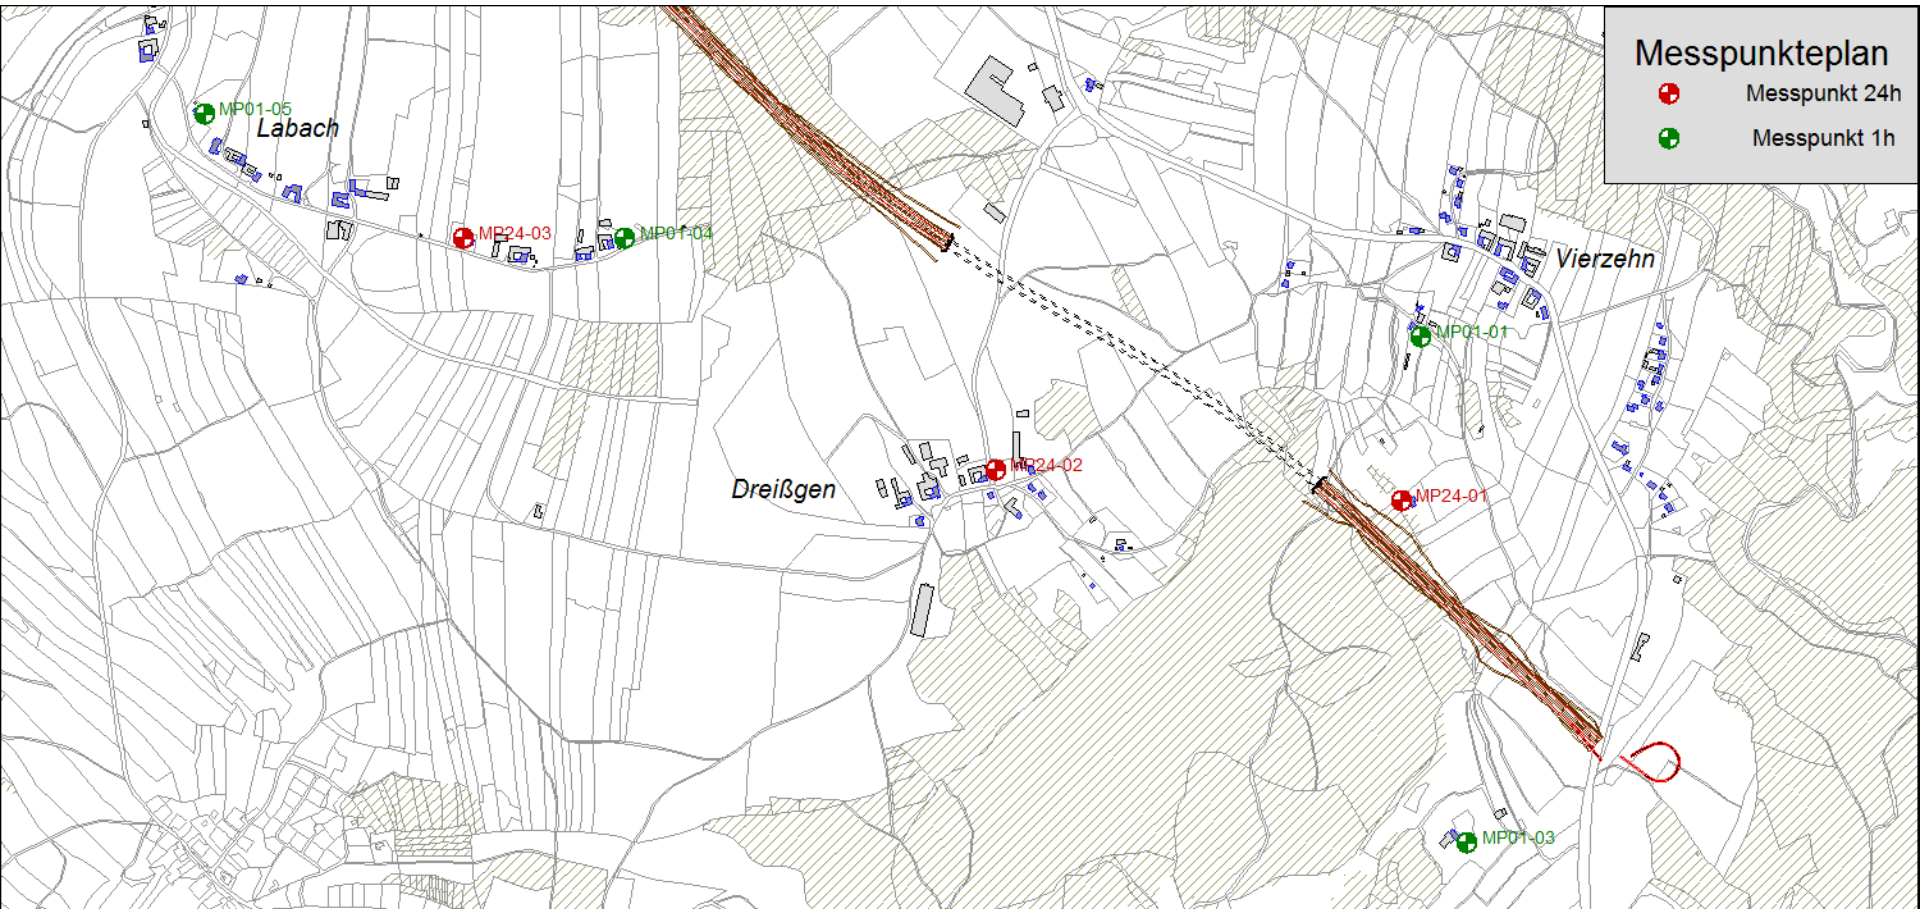 Messpunkteplan
Messpunkt 24h
Messpunkt 1h
MP01-05
Labach
MP24-03
MP01-04
Vierzehn
MP01-01
MP24-02
Dreißgen
MP24-01
MP01-03